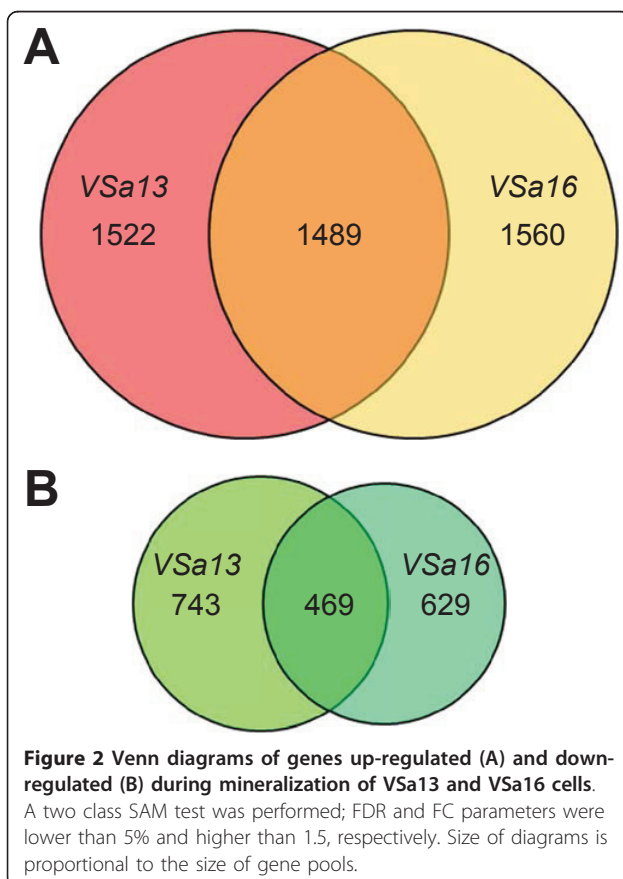 A
VSa13
1522
1489
VSa16
1560
B
VSa13
743
469
VSa16
629
Figure 2 Venn diagrams of genes up-regulated (A) and down-
regulated (B) during mineralization of VSa13 and VSa16 cells.
A two class SAM test was performed; FDR and FC parameters were
lower than 5% and higher than 1.5, respectively. Size of diagrams is
proportional to the size of gene pools.